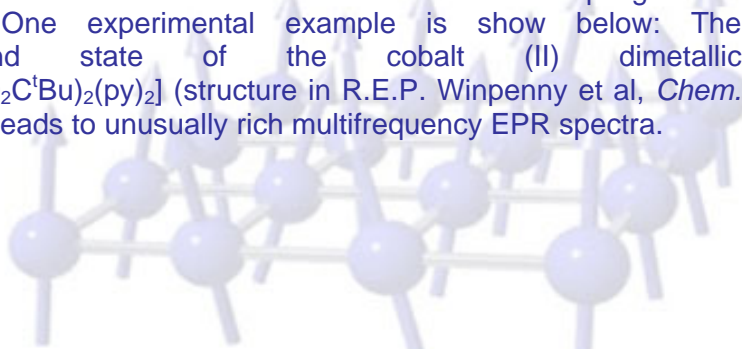 One experimental example is show below: The
state of the cobalt (II) dimetallic
₂CᵗBu)₂(py)₂] (structure in R.E.P. Winpenny et al, Chem.
eads to unusually rich multifrequency EPR spectra.